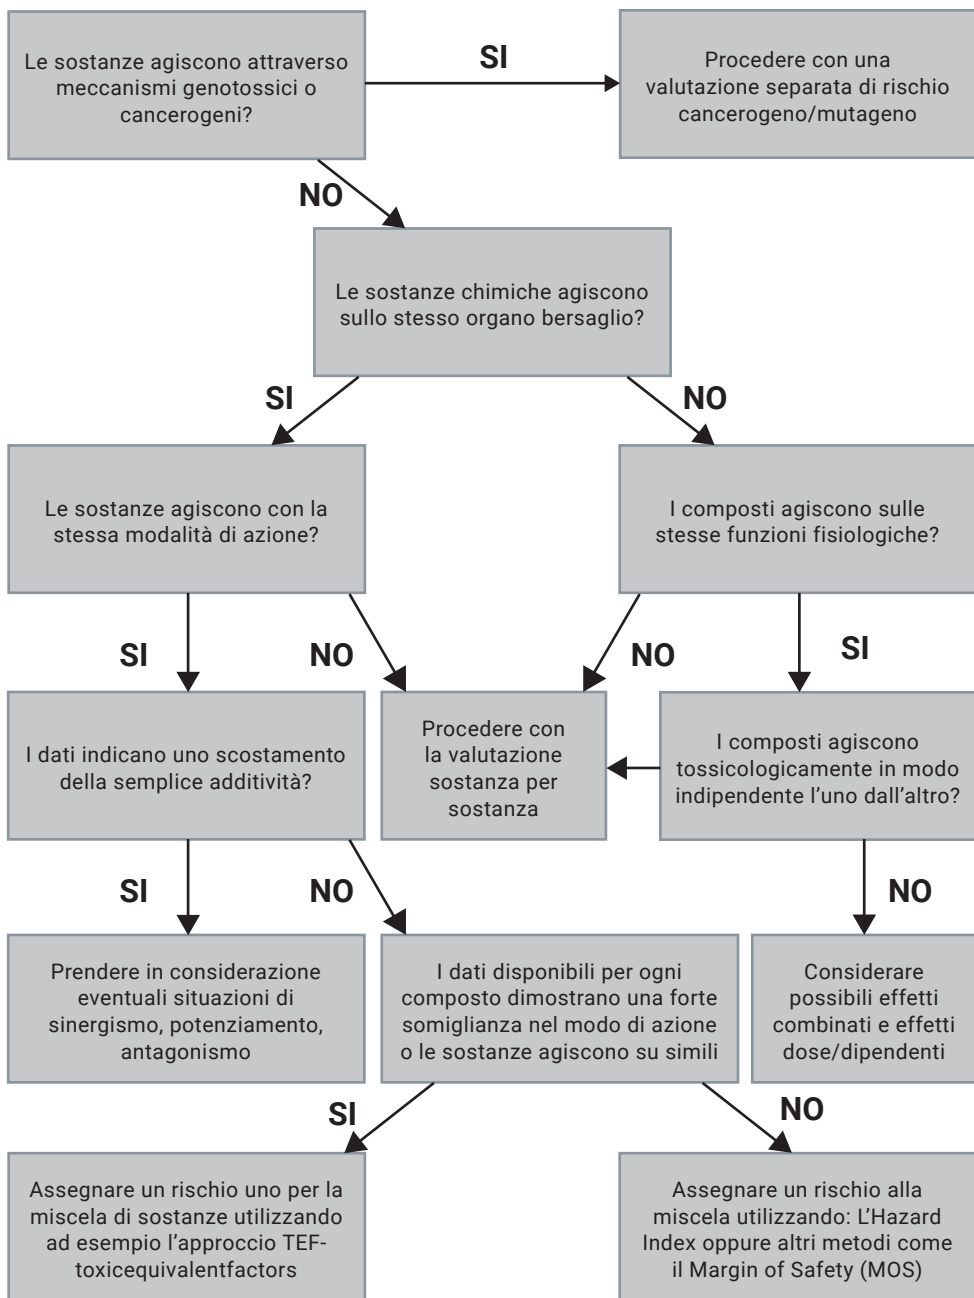 Le sostanze agiscono attraverso
meccanismi genotossici o
cancerogeni?
SI
Procedere con una
valutazione separata di rischio
cancerogeno/mutageno
NO
Le sostanze chimiche agiscono
sullo stesso organo bersaglio?
SI
NO
Le sostanze agiscono con la
stessa modalità di azione?
I composti agiscono sulle
stesse funzioni fisiologiche?
SI
NO
NO
SI
I dati indicano uno scostamento
della semplice additività?
Procedere con
la valutazione
sostanza per
sostanza
I composti agiscono
tossicologicamente in modo
indipendente l'uno dall'altro?
SI
NO
NO
Prendere in considerazione
eventuali situazioni di
sinergismo, potenziamento,
antagonismo
I dati disponibili per ogni
composto dimostrano una forte
somiglianza nel modo di azione
o le sostanze agiscono su simili
Considerare
possibili effetti
combinati e effetti
dose/dipendenti
SI
NO
Assegnare un rischio uno per la
miscela di sostanze utilizzando
ad esempio l'approccio TEF-
toxicequivalentfactors
Assegnare un rischio alla
miscela utilizzando: L'Hazard
Index oppure altri metodi come
il Margin of Safety (MOS)